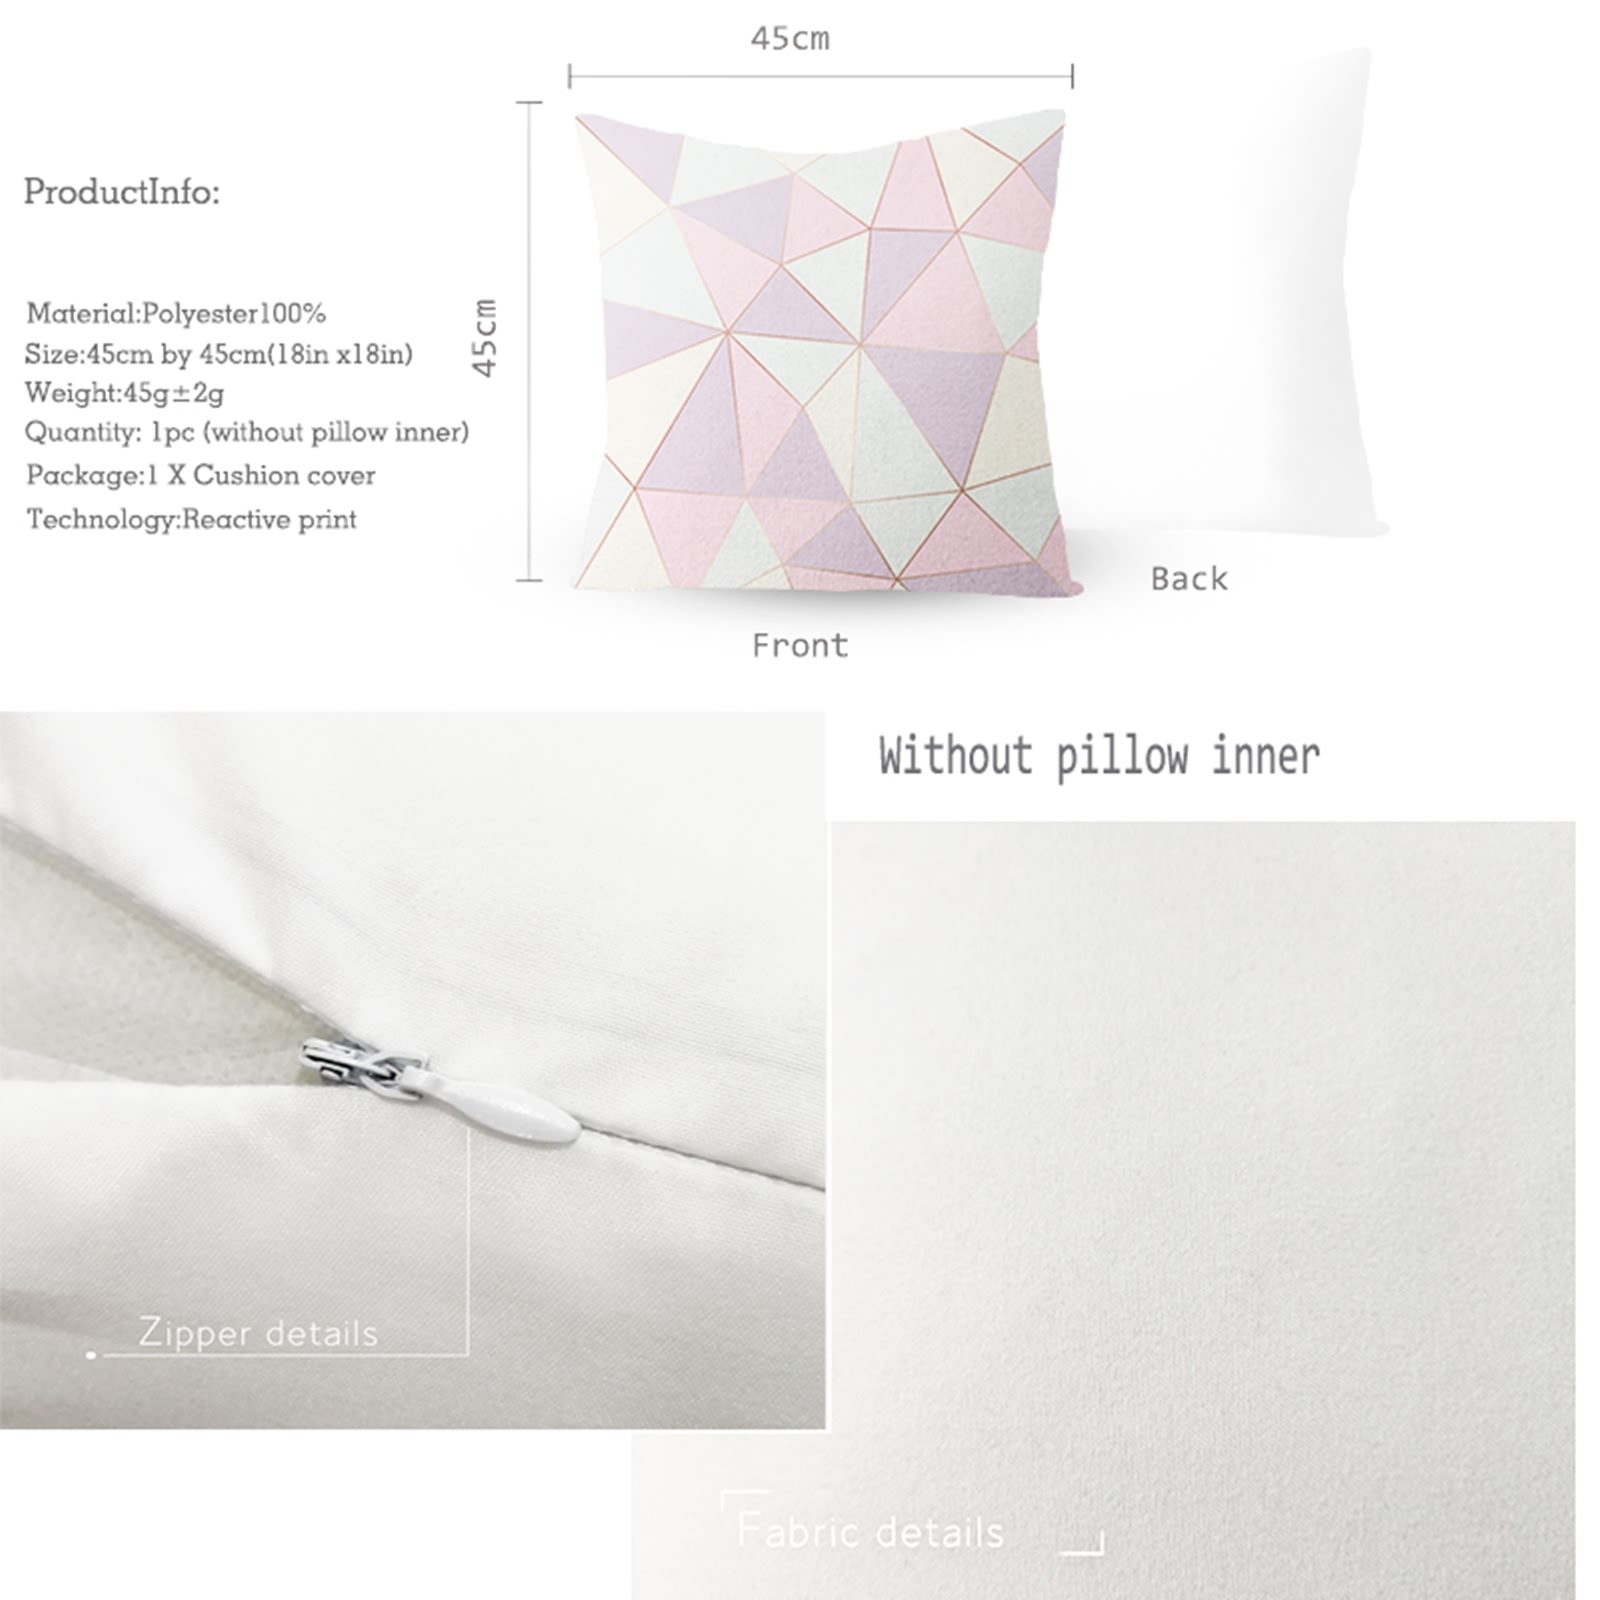 45cm
ProductInfo:
45cm
Material:Polyester100%
Size:45cm by 45cm(18in x18in)
Weight:45g±2g
Quantity: 1pc (without pillow inner)
Package:1 X Cushion cover
Technology:Reactive print
Back
Front
Without pillow inner
Zipper details
Fabric details